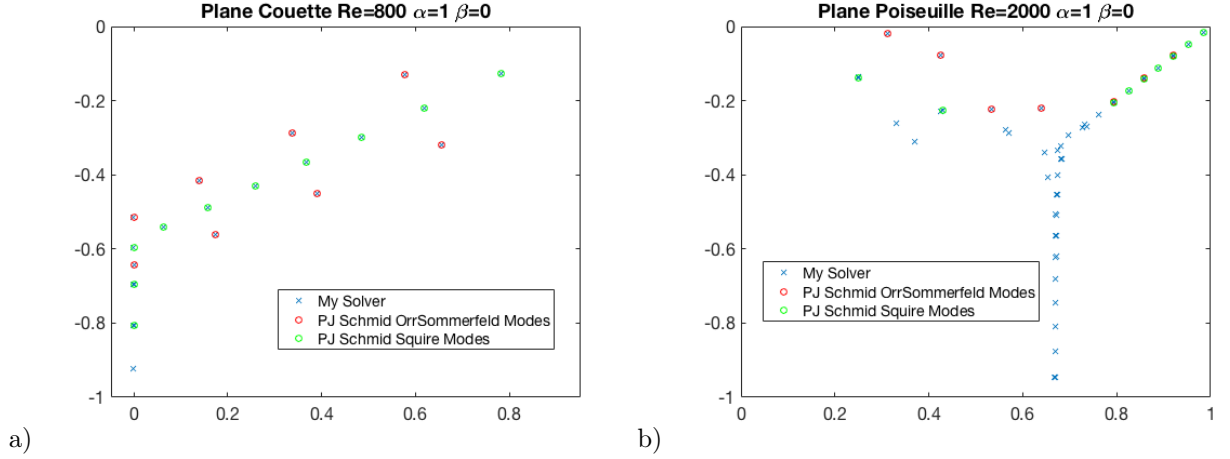 Plane Couette Re=800 α=1 β=0
0
-0.2
-0.4
-0.6
-0.8
-1
0 0.2 0.4 0.6 0.8
My Solver
PJ Schmid OrrSommerfeld Modes
PJ Schmid Squire Modes
a)
Plane Poiseuille Re=2000 α=1 β=0
0
-0.2
-0.4
-0.6
-0.8
-1
0 0.2 0.4 0.6 0.8 1
My Solver
PJ Schmid OrrSommerfeld Modes
PJ Schmid Squire Modes
b)